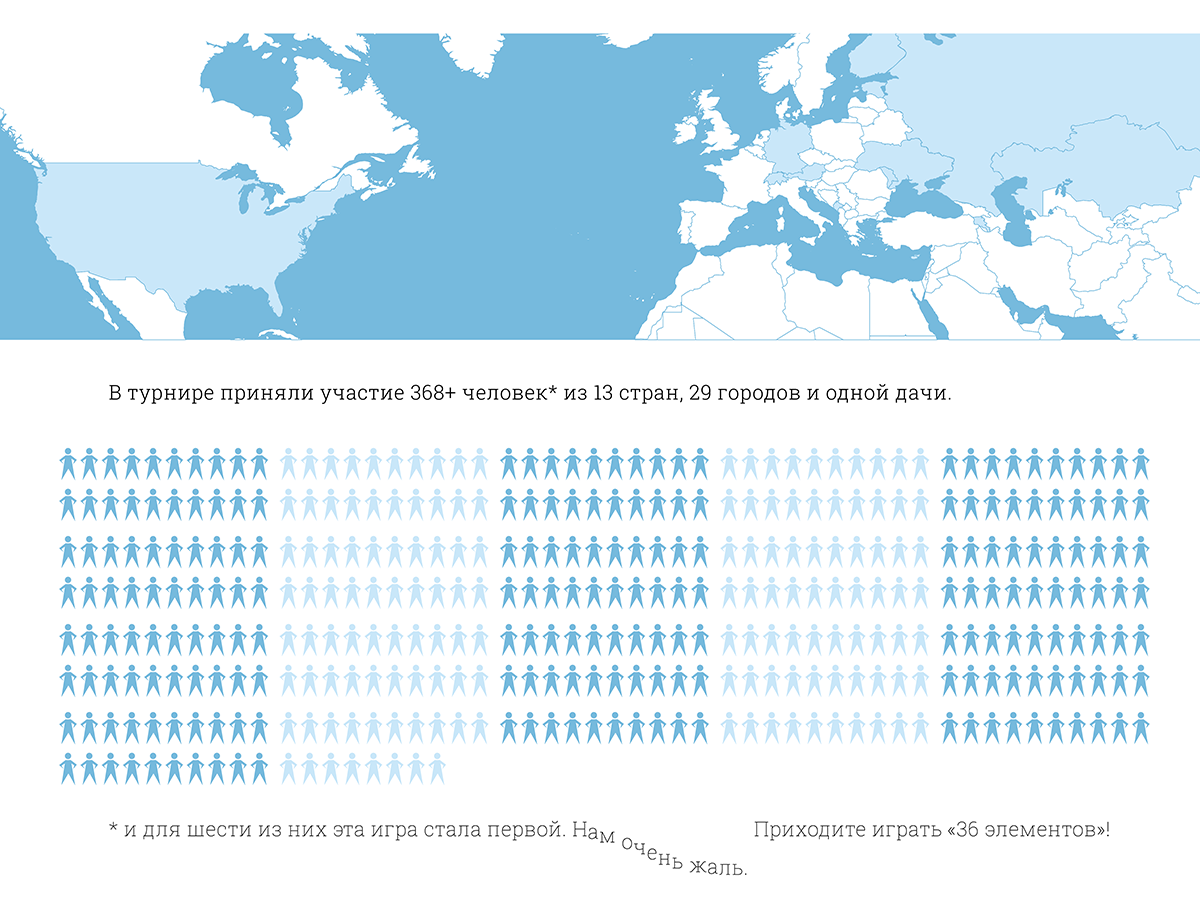 В турнире приняли участие 368+ человек* из 13 стран, 29 городов и одной дачи.
* и для шести из них эта игра стала первой. Нам очень жаль.
Приходите играть «36 элементов»!